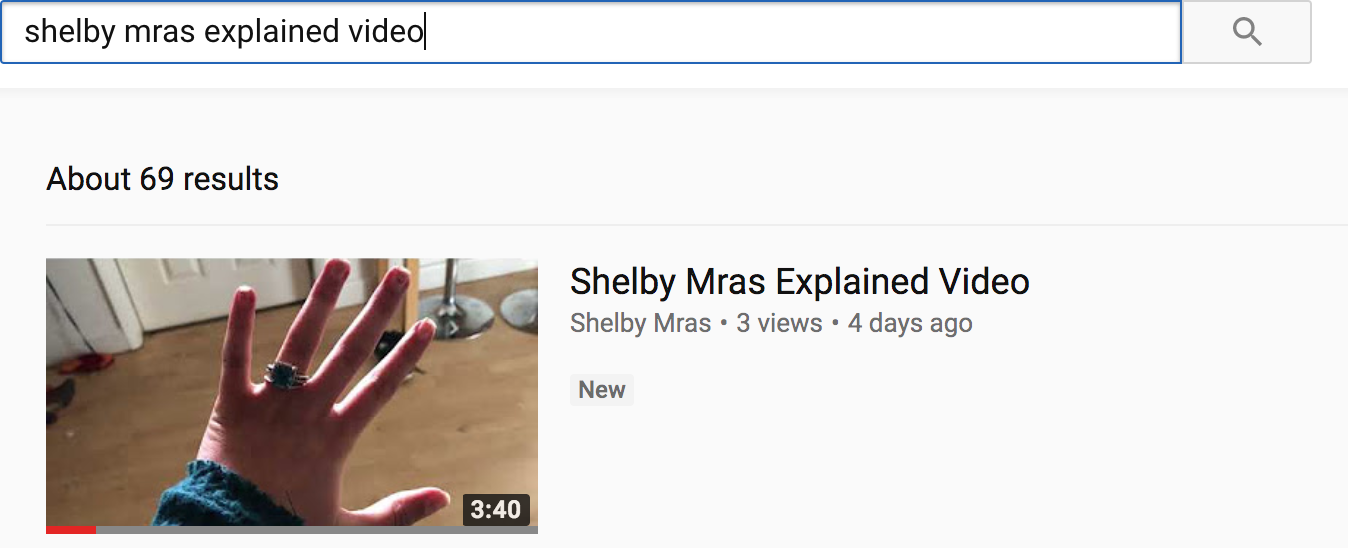 shelby mras explained video
About 69 results
Shelby Mras Explained Video
Shelby Mras • 3 views • 4 days ago
New
3:40